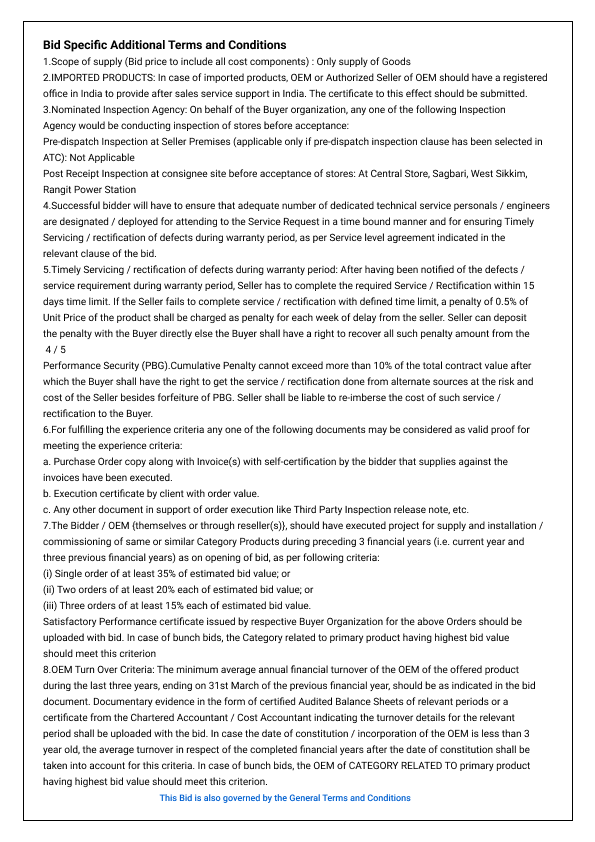 Bid Specific Additional Terms and Conditions
1.Scope of supply (Bid price to include all cost components) : Only supply of Goods
2.IMPORTED PRODUCTS: In case of imported products, OEM or Authorized Seller of OEM should have a registered
office in India to provide after sales service support in India. The certificate to this effect should be submitted.
3.Nominated Inspection Agency: On behalf of the Buyer organization, any one of the following Inspection
Agency would be conducting inspection of stores before acceptance:
Pre-dispatch Inspection at Seller Premises (applicable only if pre-dispatch inspection clause has been selected in
ATC): Not Applicable
Post Receipt Inspection at consignee site before acceptance of stores: At Central Store, Sagbari, West Sikkim,
Rangit Power Station
4.Successful bidder will have to ensure that adequate number of dedicated technical service personals / engineers
are designated / deployed for attending to the Service Request in a time bound manner and for ensuring Timely
Servicing / rectification of defects during warranty period, as per Service level agreement indicated in the
relevant clause of the bid.
5.Timely Servicing / rectification of defects during warranty period: After having been notified of the defects /
service requirement during warranty period, Seller has to complete the required Service / Rectification within 15
days time limit. If the Seller fails to complete service / rectification with defined time limit, a penalty of 0.5% of
Unit Price of the product shall be charged as penalty for each week of delay from the seller. Seller can deposit
the penalty with the Buyer directly else the Buyer shall have a right to recover all such penalty amount from the
4 / 5
Performance Security (PBG).Cumulative Penalty cannot exceed more than 10% of the total contract value after
which the Buyer shall have the right to get the service / rectification done from alternate sources at the risk and
cost of the Seller besides forfeiture of PBG. Seller shall be liable to re-imberse the cost of such service /
rectification to the Buyer.
6.For fulfilling the experience criteria any one of the following documents may be considered as valid proof for
meeting the experience criteria:
a. Purchase Order copy along with Invoice(s) with self-certification by the bidder that supplies against the
invoices have been executed.
b. Execution certificate by client with order value.
c. Any other document in support of order execution like Third Party Inspection release note, etc.
7.The Bidder / OEM {themselves or through reseller(s)}, should have executed project for supply and installation /
commissioning of same or similar Category Products during preceding 3 financial years (i.e. current year and
three previous financial years) as on opening of bid, as per following criteria:
(i) Single order of at least 35% of estimated bid value; or
(ii) Two orders of at least 20% each of estimated bid value; or
(iii) Three orders of at least 15% each of estimated bid value.
Satisfactory Performance certificate issued by respective Buyer Organization for the above Orders should be
uploaded with bid. In case of bunch bids, the Category related to primary product having highest bid value
should meet this criterion
8.OEM Turn Over Criteria: The minimum average annual financial turnover of the OEM of the offered product
during the last three years, ending on 31st March of the previous financial year, should be as indicated in the bid
document. Documentary evidence in the form of certified Audited Balance Sheets of relevant periods or a
certificate from the Chartered Accountant / Cost Accountant indicating the turnover details for the relevant
period shall be uploaded with the bid. In case the date of constitution / incorporation of the OEM is less than 3
year old, the average turnover in respect of the completed financial years after the date of constitution shall be
taken into account for this criteria. In case of bunch bids, the OEM of CATEGORY RELATED TO primary product
having highest bid value should meet this criterion.
This Bid is also governed by the General Terms and Conditions